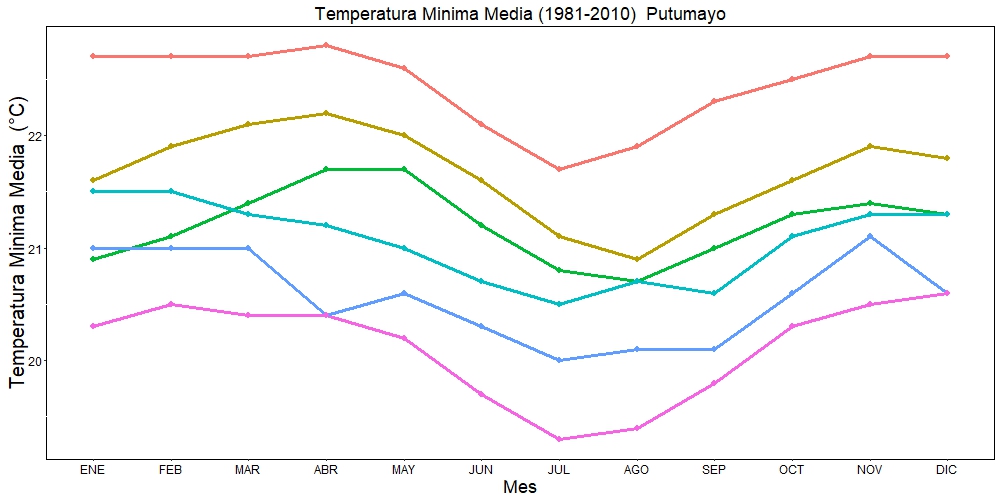 Temperatura Minima Media (1981-2010)  Putumayo
Temperatura Minima Media  (°C)
22
21
20
ENE FEB MAR ABR MAY JUN JUL AGO SEP OCT NOV DIC
Mes